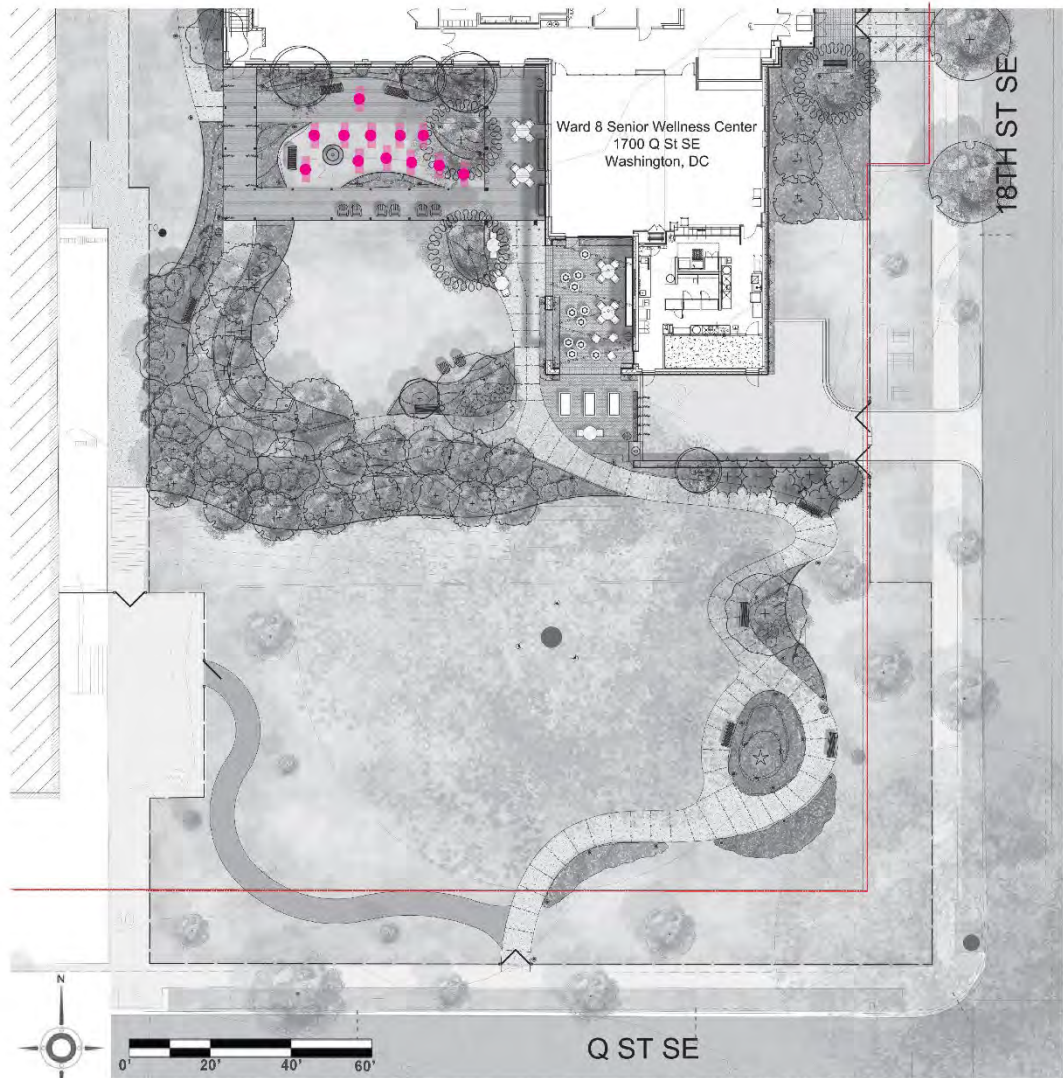 Ward 8 Senior Wellness Center
1700 Q St SE
Washington, DC
18TH ST SE
N
0' 20' 40' 60'
Q ST SE